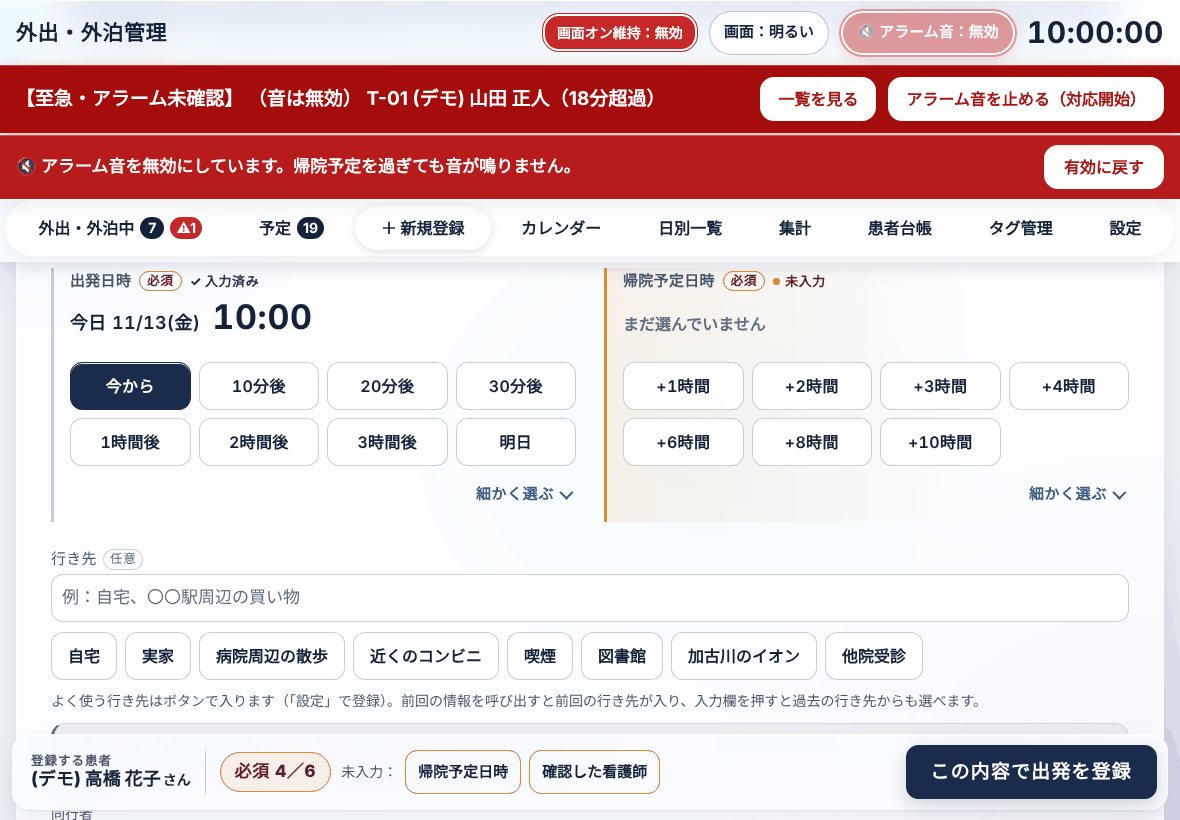 外出・外泊管理
画面オン維持：無効
画面：明るい
🔇 アラーム音：無効
10:00:00
【至急・アラーム未確認】（音は無効） T-01 (デモ) 山田 正人（18分超過）
一覧を見る
アラーム音を止める（対応開始）
🔇 アラーム音を無効にしています。帰院予定を過ぎても音が鳴りません。
有効に戻す
外出・外泊中 7 ⚠1
予定 19
＋ 新規登録
カレンダー
日別一覧
集計
患者台帳
タグ管理
設定
出発日時 必須 ✓ 入力済み
今日 11/13(金) 10:00
今から
10分後
20分後
30分後
1時間後
2時間後
3時間後
明日
細かく選ぶ
帰院予定日時 必須 ● 未入力
まだ選んでいません
+1時間
+2時間
+3時間
+4時間
+6時間
+8時間
+10時間
細かく選ぶ
行き先 任意
例：自宅、〇〇駅周辺の買い物
自宅
実家
病院周辺の散歩
近くのコンビニ
喫煙
図書館
加古川のイオン
他院受診
よく使う行き先はボタンで入ります（「設定」で登録）。前回の情報を呼び出すと前回の行き先が入り、入力欄を押すと過去の行き先からも選べます。
登録する患者
(デモ) 高橋 花子 さん
必須 4／6
未入力：
帰院予定日時
確認した看護師
この内容で出発を登録
同行者